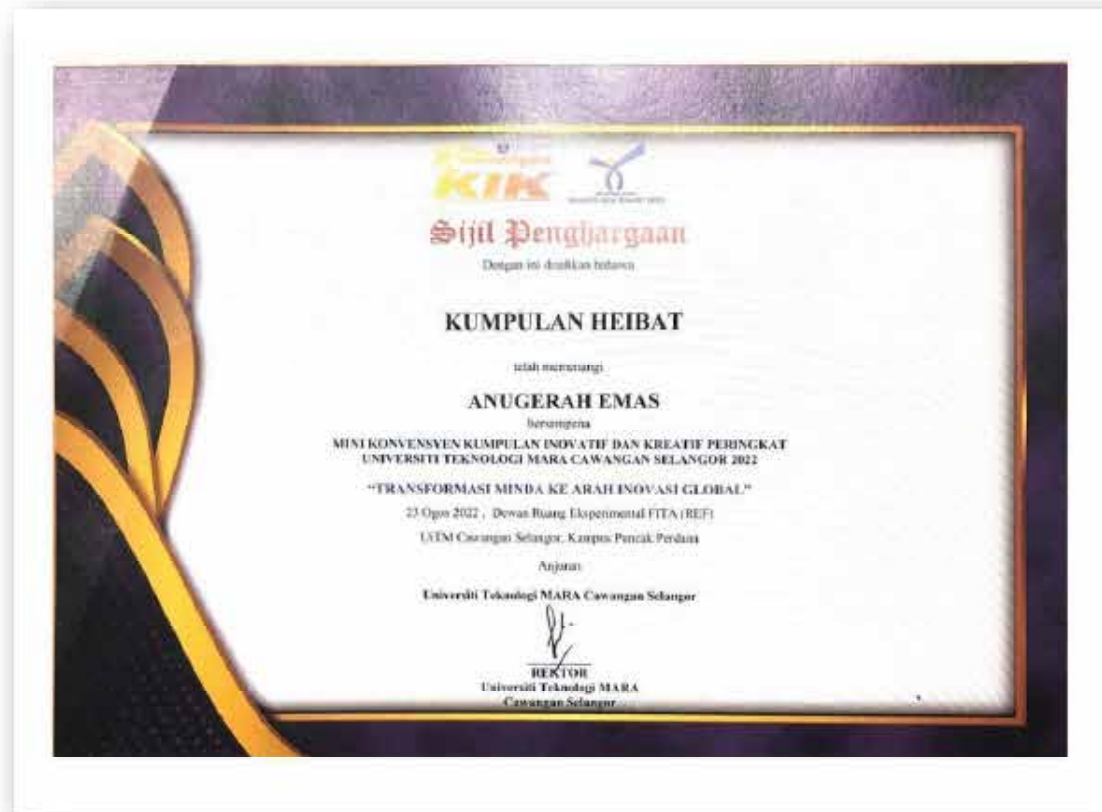 KIK
Sijil Penghargaan
Dengan ini diaktifkan bahawa
KUMPULAN HEIBAT
telah memenangi
ANUGERAH EMAS
bersempena
MINI KONVENSYEN KUMPULAN INOVATIF DAN KREATIF PERINGKAT
UNIVERSITI TEKNOLOGI MARA CAWANGAN SELANGOR 2022
“TRANSFORMASI MINDA KE ARAH INOVASI GLOBAL”
23 Ogos 2022 , Dewan Ruang Eksperimental FITA (REF)
UiTM Cawangan Selangor, Kampus Puncak Perdana
Anjuran
Universiti Teknologi MARA Cawangan Selangor
REKTOR
Universiti Teknologi MARA
Cawangan Selangor